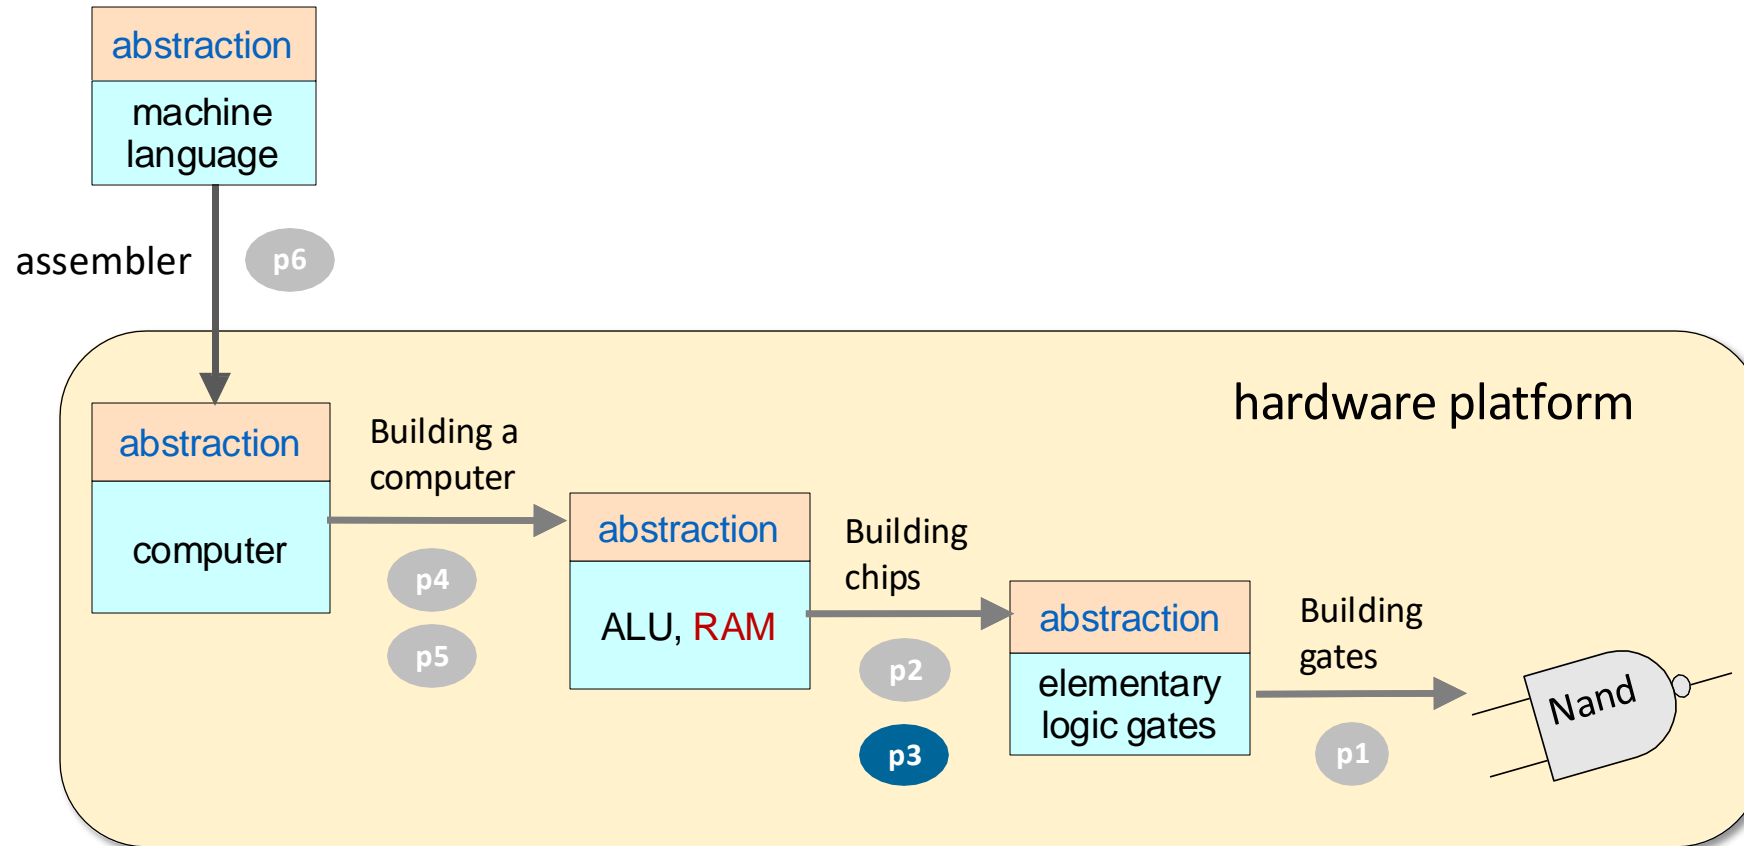 abstraction
machine
language
assembler
p6
hardware platform
abstraction
computer
Building a
computer
p4
p5
abstraction
ALU, RAM
Building
chips
p2
p3
abstraction
elementary
logic gates
Building
gates
p1
Nand